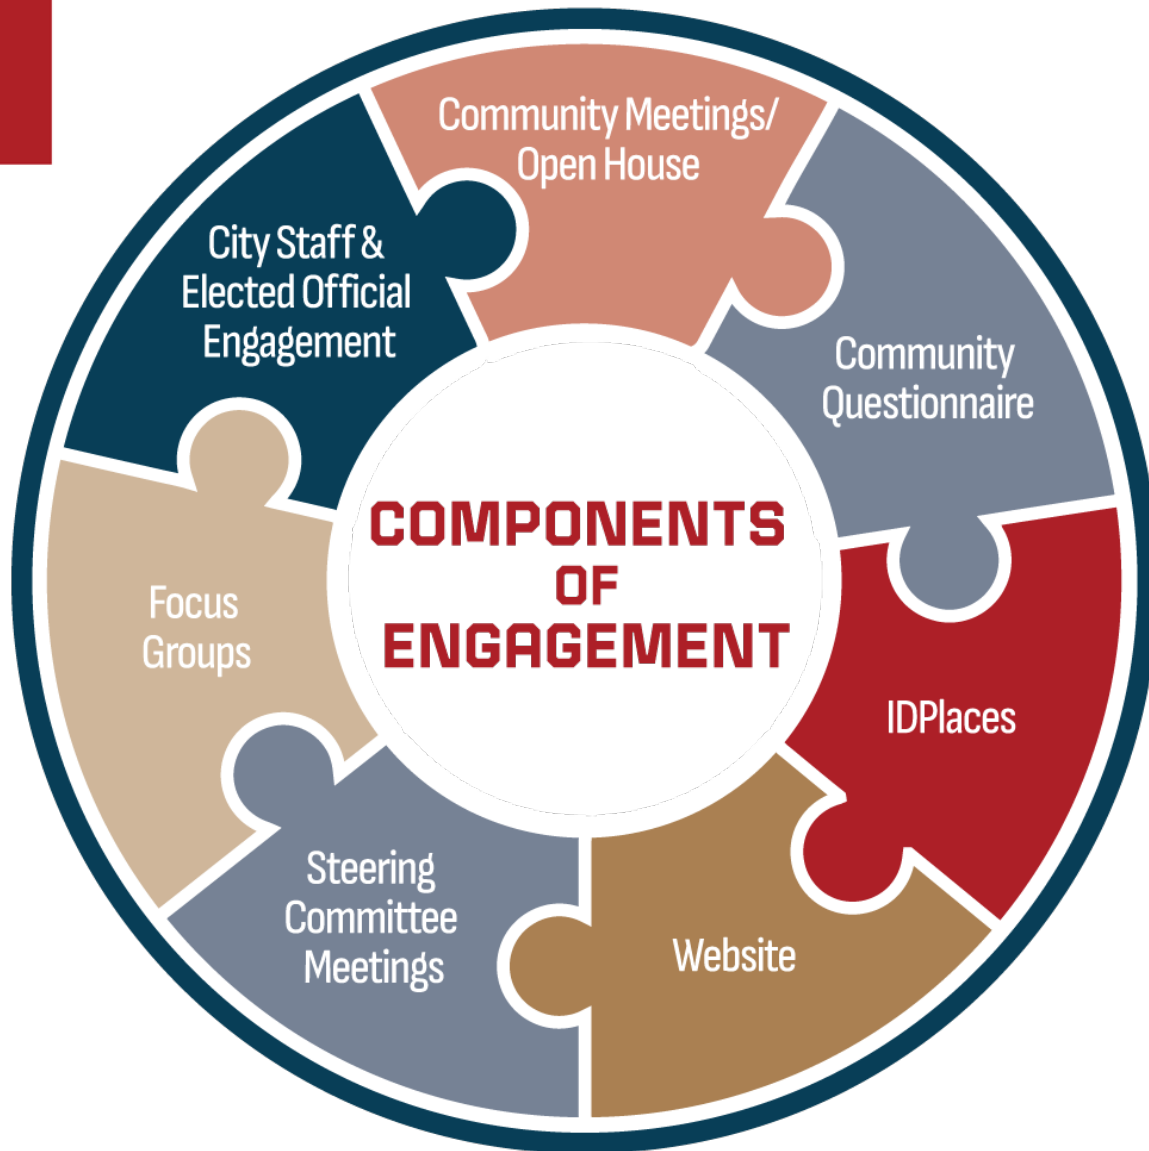 Community Meetings/
Open House
Community
Questionnaire
IDPlaces
Website
Steering
Committee
Meetings
Focus
Groups
City Staff &
Elected Official
Engagement
COMPONENTS
OF
ENGAGEMENT